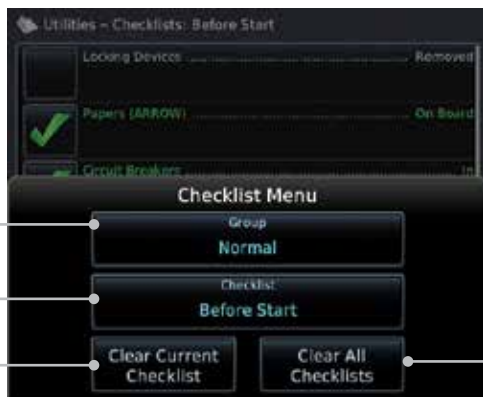 Utilities – Checklists: Before Start
Locking Devices ........................................ Removed
Papers (ARROW) ........................................ On Board
Circuit Breakers ........................................ In
Checklist Menu
Group
Normal
Checklist
Before Start
Clear Current
Checklist
Clear All
Checklists